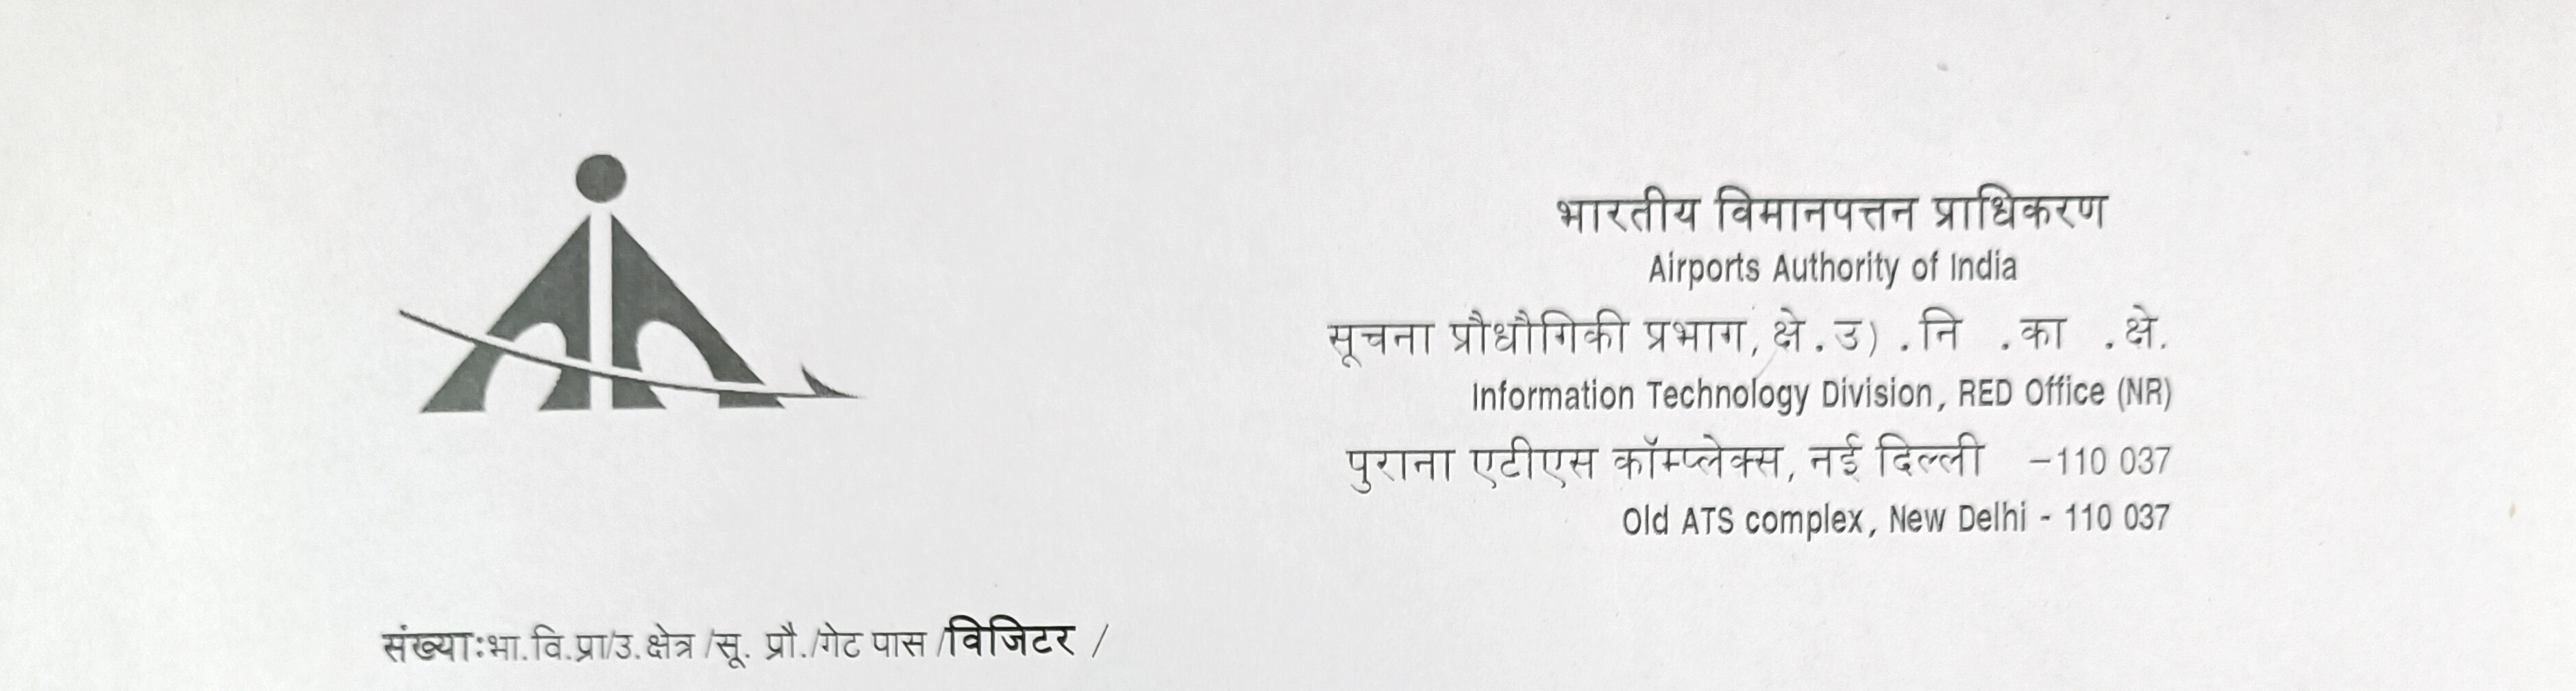 भारतीय विमानपत्तन प्राधिकरण
Airports Authority of India
सूचना प्रौधौगिकी प्रभाग, क्षे.उ) .नि .का .क्षे.
Information Technology Division, RED Office (NR)
पुराना एटीएस कॉम्प्लेक्स, नई दिल्ली –110 037
Old ATS complex, New Delhi - 110 037
संख्या:भा.वि.प्रा/उ.क्षेत्र /सू. प्रौ./गेट पास /विजिटर /